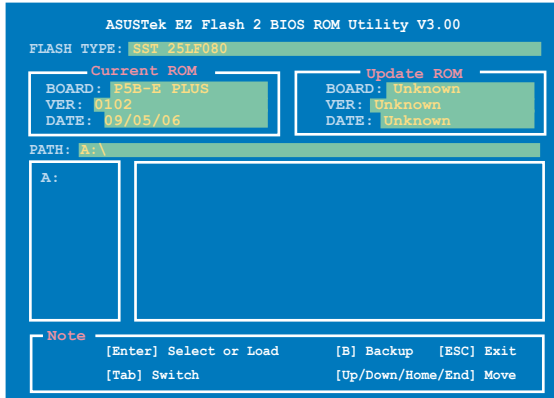 ASUSTek EZ Flash 2 BIOS ROM Utility V3.00
FLASH TYPE: SST 25LF080
Current ROM
BOARD: P5B-E PLUS
VER: 0102
DATE: 09/05/06
Update ROM
BOARD: Unknown
VER: Unknown
DATE: Unknown
PATH: A:\
A:
Note
[Enter] Select or Load [B] Backup [ESC] Exit
[Tab] Switch [Up/Down/Home/End] Move